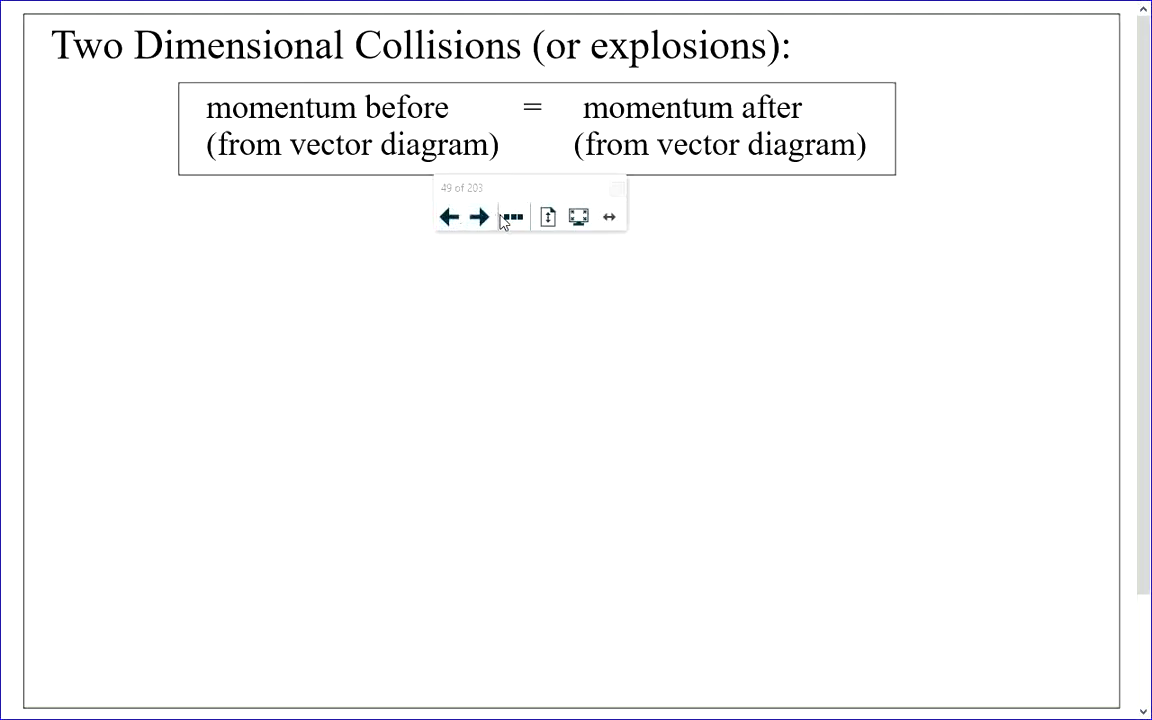 Two Dimensional Collisions (or explosions):
momentum before = momentum after
(from vector diagram) (from vector diagram)
49 of 203